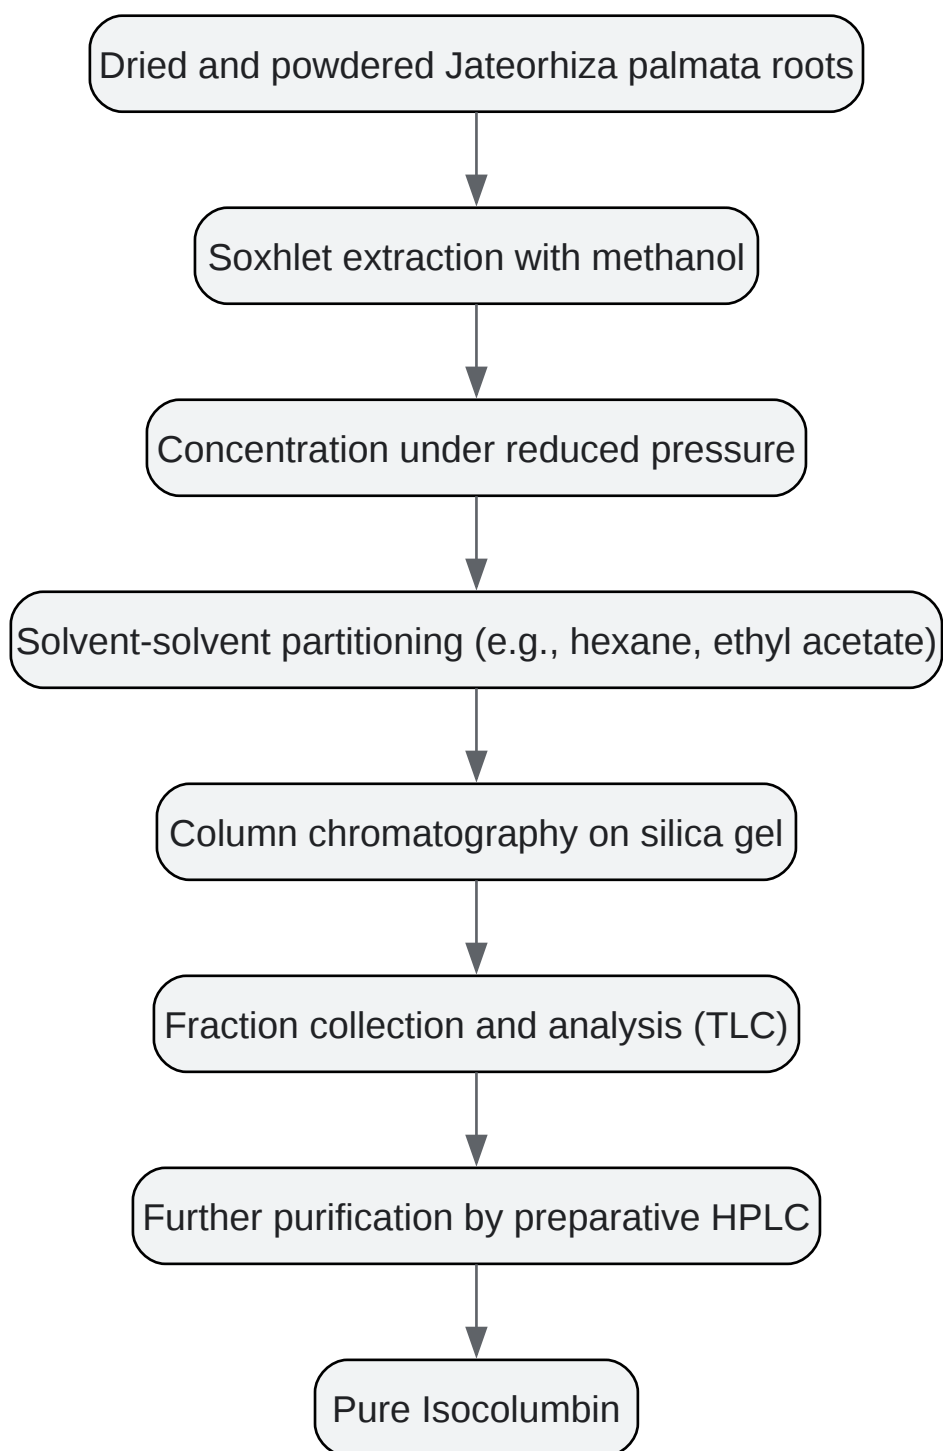 Dried and powdered Jateorhiza palmata roots
Soxhlet extraction with methanol
Concentration under reduced pressure
Solvent-solvent partitioning (e.g., hexane, ethyl acetate)
Column chromatography on silica gel
Fraction collection and analysis (TLC)
Further purification by preparative HPLC
Pure Isocolumbin